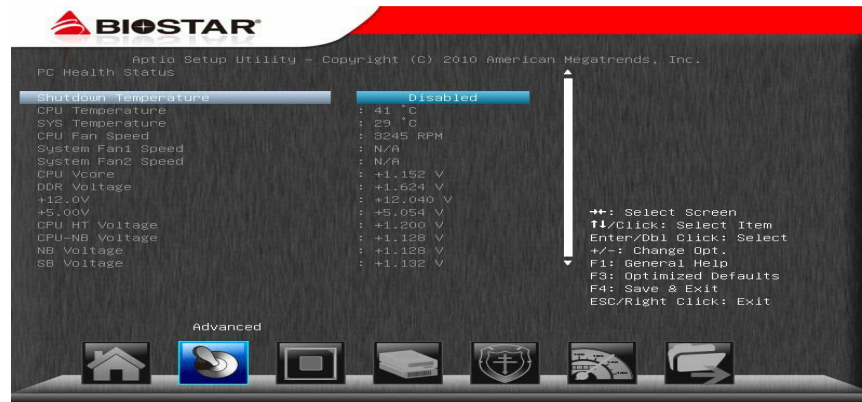 BIOSTAR®
Aptio Setup Utility – Copyright (C) 2010 American Megatrends, Inc.
PC Health Status
Shutdown Temperature Disabled
CPU Temperature : 41 °C
SYS Temperature : 29 °C
CPU Fan Speed : 3245 RPM
System Fan1 Speed : N/A
System Fan2 Speed : N/A
CPU Vcore : +1.152 V
DDR Voltage : +1.624 V
+12.0V : +12.040 V
+5.00V : +5.054 V
CPU HT Voltage : +1.200 V
CPU-NB Voltage : +1.128 V
NB Voltage : +1.128 V
SB Voltage : +1.132 V
→←: Select Screen
↑↓/Click: Select Item
Enter/Dbl Click: Select
+/-: Change Opt.
F1: General Help
F3: Optimized Defaults
F4: Save & Exit
ESC/Right Click: Exit
Advanced